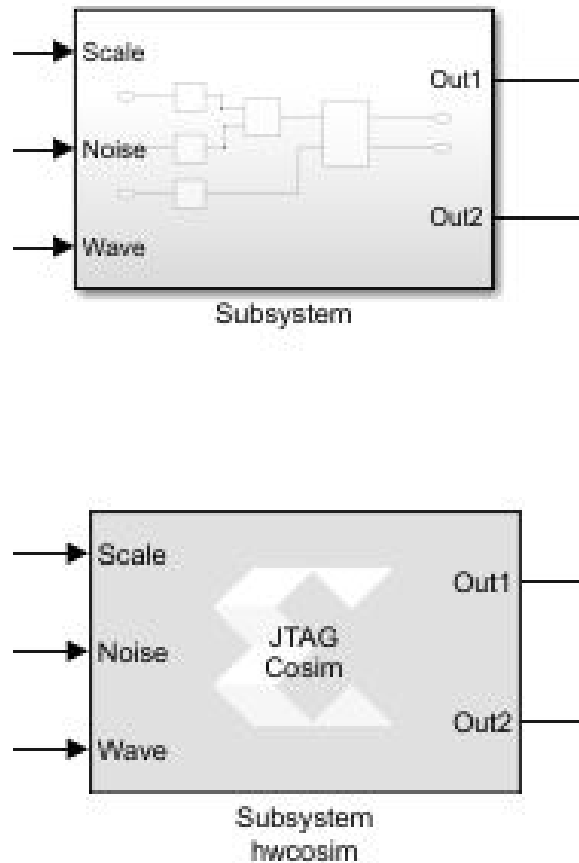 Scale
Out1
Noise
Out2
Wave
Subsystem
Scale
Out1
Noise
JTAG
Cosim
Out2
Wave
Subsystem
hwcosim